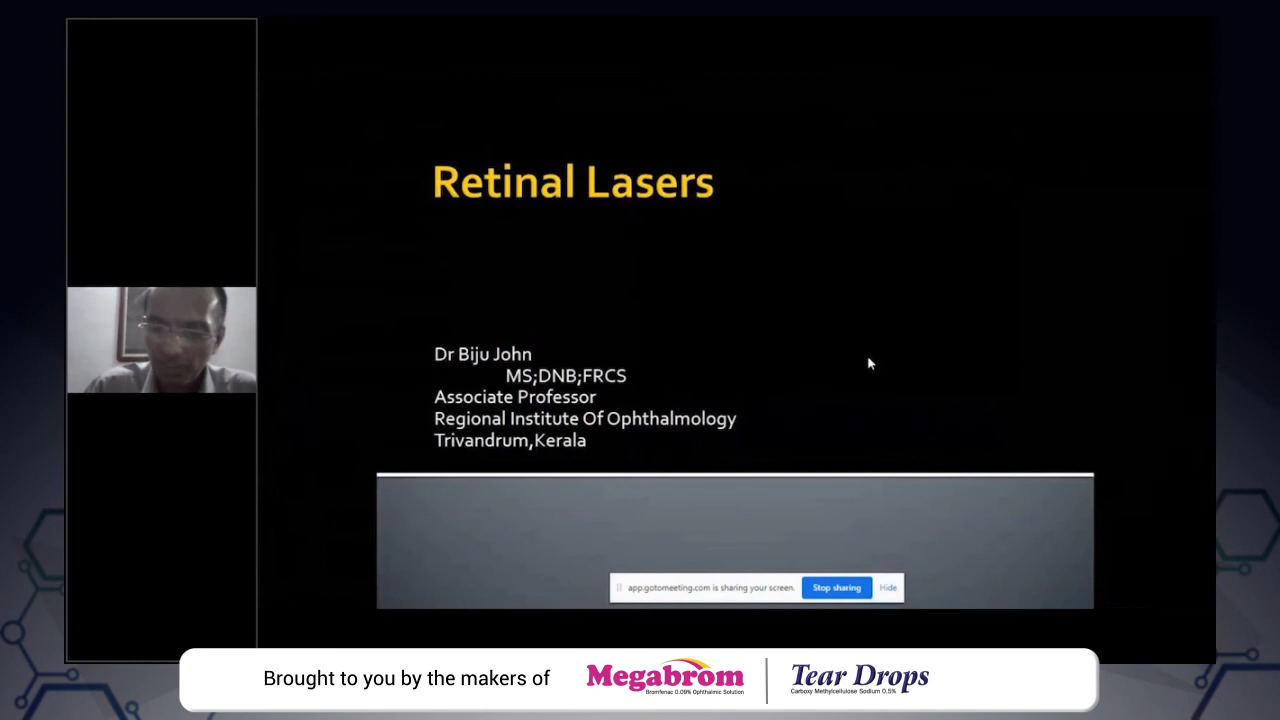 Retinal Lasers
Dr Biju John
MS;DNB;FRCS
Associate Professor
Regional Institute Of Ophthalmology
Trivandrum,Kerala
app.gotomeeting.com is sharing your screen. Stop sharing Hide
Brought to you by the makers of
Megabrom
Bromfenac 0.09% Ophthalmic Solution
Tear Drops
Carboxy Methylcellulose Sodium 0.5%